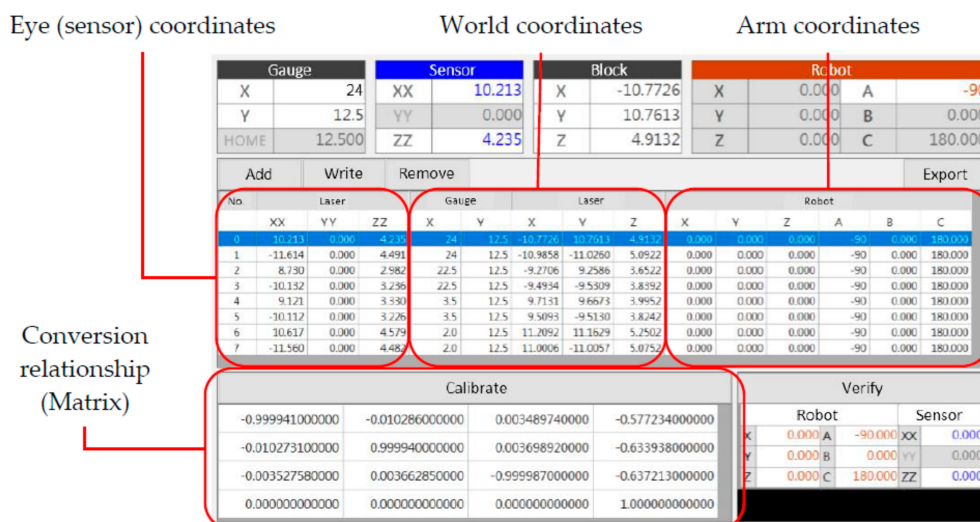 Eye (sensor) coordinates World coordinates Arm coordinates
Gauge Sensor Block Robot
X 24 XX 10.213 X -10.7726 X 0.000 A -90
Y 12.5 YY 0.000 Y 10.7613 Y 0.000 B 0.000
HOME 12.500 ZZ 4.235 Z 4.9132 Z 0.000 C 180.000
Add Write Remove Export
No. Laser Gauge Laser Robot
XX YY ZZ X Y X Y Z X Y Z A B C
0 10.213 0.000 4.235 24 12.5 -10.7726 10.7613 4.9132 0.000 0.000 0.000 -90 0.000 180.000
1 -11.614 0.000 4.491 24 12.5 -10.9858 -11.0260 5.0922 0.000 0.000 0.000 -90 0.000 180.000
2 8.730 0.000 2.982 22.5 12.5 -9.2706 9.2586 3.6522 0.000 0.000 0.000 -90 0.000 180.000
3 -10.132 0.000 3.236 22.5 12.5 -9.4934 -9.5309 3.8392 0.000 0.000 0.000 -90 0.000 180.000
4 9.121 0.000 3.330 3.5 12.5 9.7131 9.6673 3.9952 0.000 0.000 0.000 -90 0.000 180.000
5 -10.112 0.000 3.226 3.5 12.5 9.5093 -9.5130 3.8242 0.000 0.000 0.000 -90 0.000 180.000
6 10.617 0.000 4.579 2.0 12.5 11.2092 11.1629 5.2502 0.000 0.000 0.000 -90 0.000 180.000
7 -11.560 0.000 4.482 2.0 12.5 11.0006 -11.0057 5.0752 0.000 0.000 0.000 -90 0.000 180.000
Conversion
relationship
(Matrix)
Calibrate Verify
Robot Sensor
-0.999941000000 -0.010286000000 0.003489740000 -0.577234000000
-0.010273100000 0.999940000000 0.003698920000 -0.633938000000
-0.003527580000 0.003662850000 -0.999987000000 -0.637213000000
0.000000000000 0.000000000000 0.000000000000 1.000000000000
X 0.000 A -90.000 XX 0.000
Y 0.000 B 0.000 YY 0.000
Z 0.000 C 180.000 ZZ 0.000